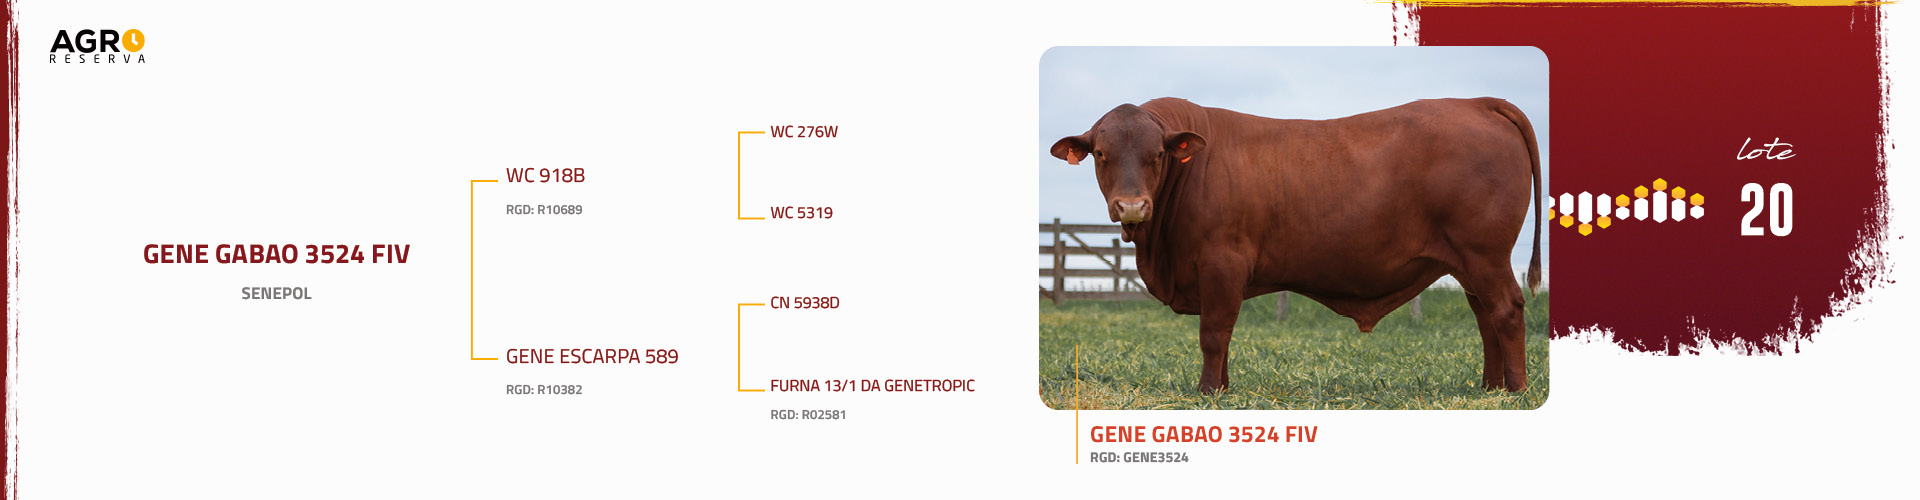 AGRO
RESERVA
GENE GABAO 3524 FIV
SENEPOL
WC 918B
RGD: R10689
GENE ESCARPA 589
RGD: R10382
WC 276W
WC 5319
CN 5938D
FURNA 13/1 DA GENETROPIC
RGD: R02581
GENE GABAO 3524 FIV
RGD: GENE3524
lote
20